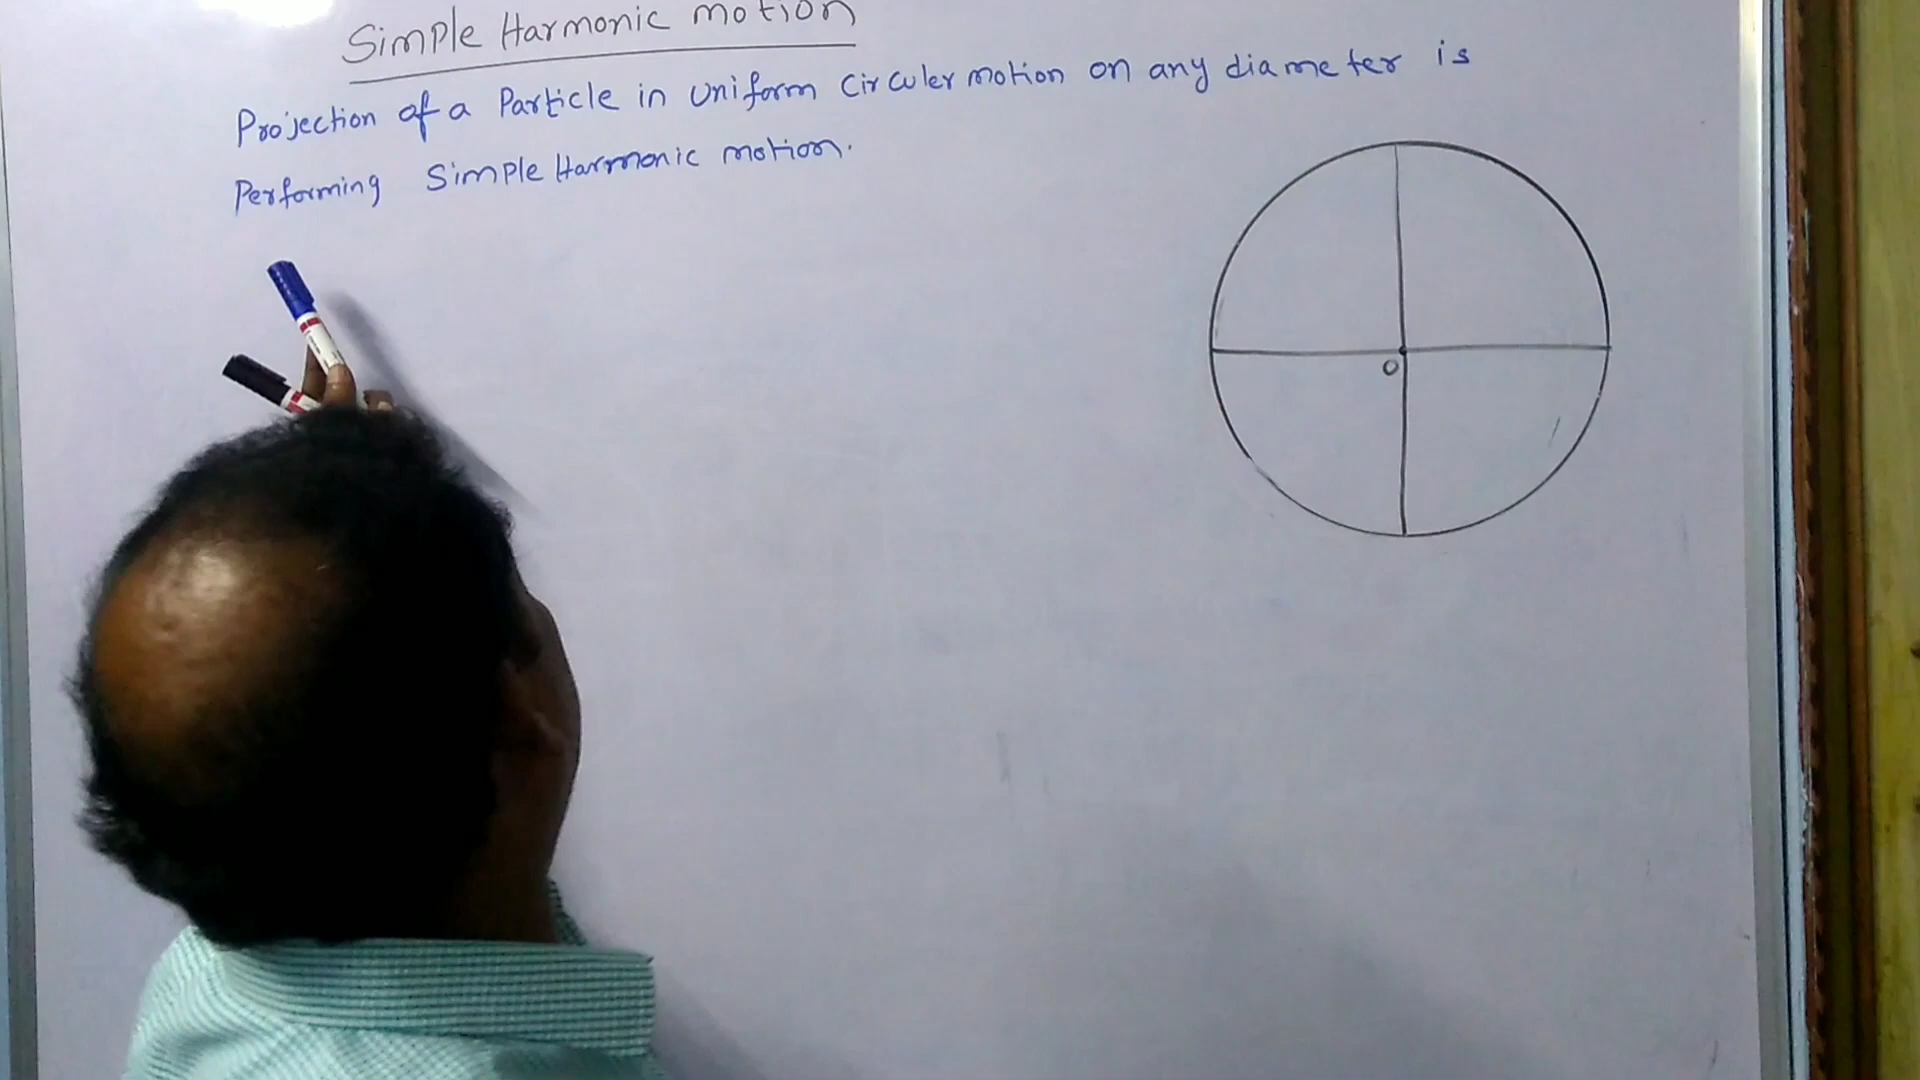 Simple Harmonic motion
Projection of a Particle in uniform Circuler motion on any diameter is
Performing Simple Harmonic motion.
O